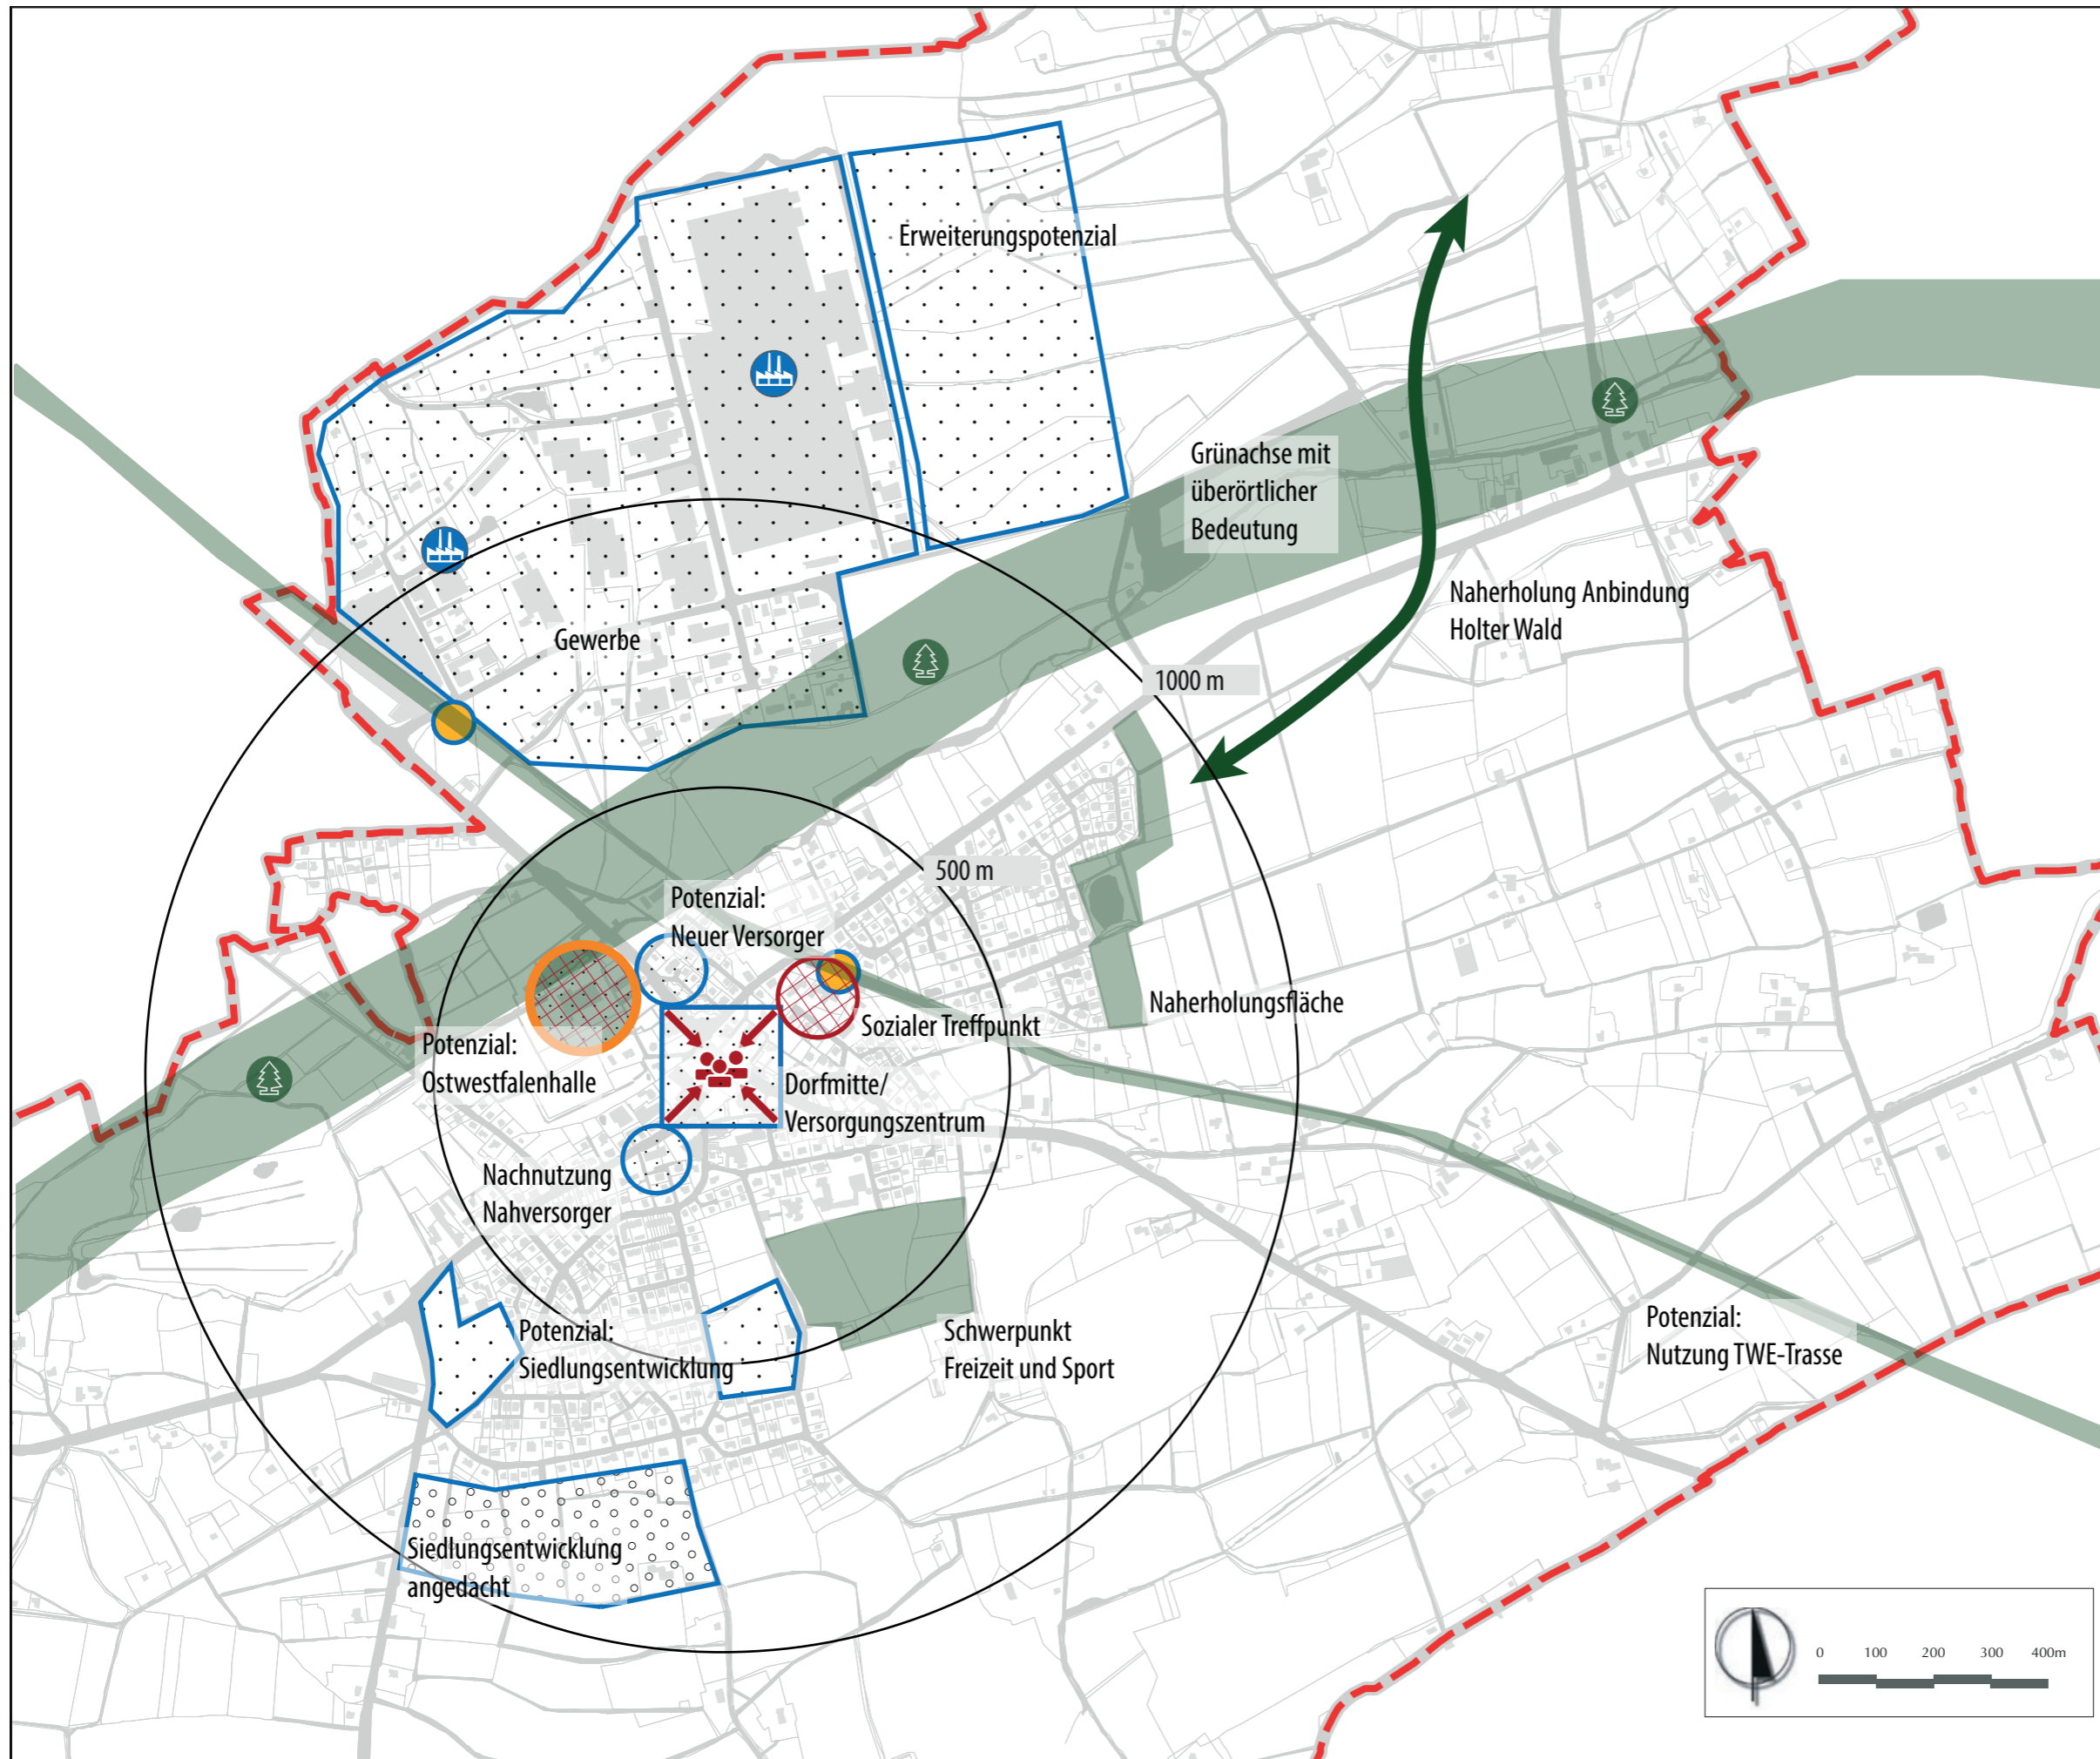 Erweiterungspotenzial
Grünachse mit
überörtlicher
Bedeutung
Naherholung Anbindung
Holter Wald
Gewerbe
1000 m
500 m
Potenzial:
Neuer Versorger
Naherholungsfläche
Sozialer Treffpunkt
Potenzial:
Ostwestfalenhalle
Dorfmitte/
Versorgungszentrum
Nachnutzung
Nahversorger
Potenzial:
Siedlungsentwicklung
Schwerpunkt
Freizeit und Sport
Potenzial:
Nutzung TWE-Trasse
Siedlungsentwicklung
angedacht
0 100 200 300 400m